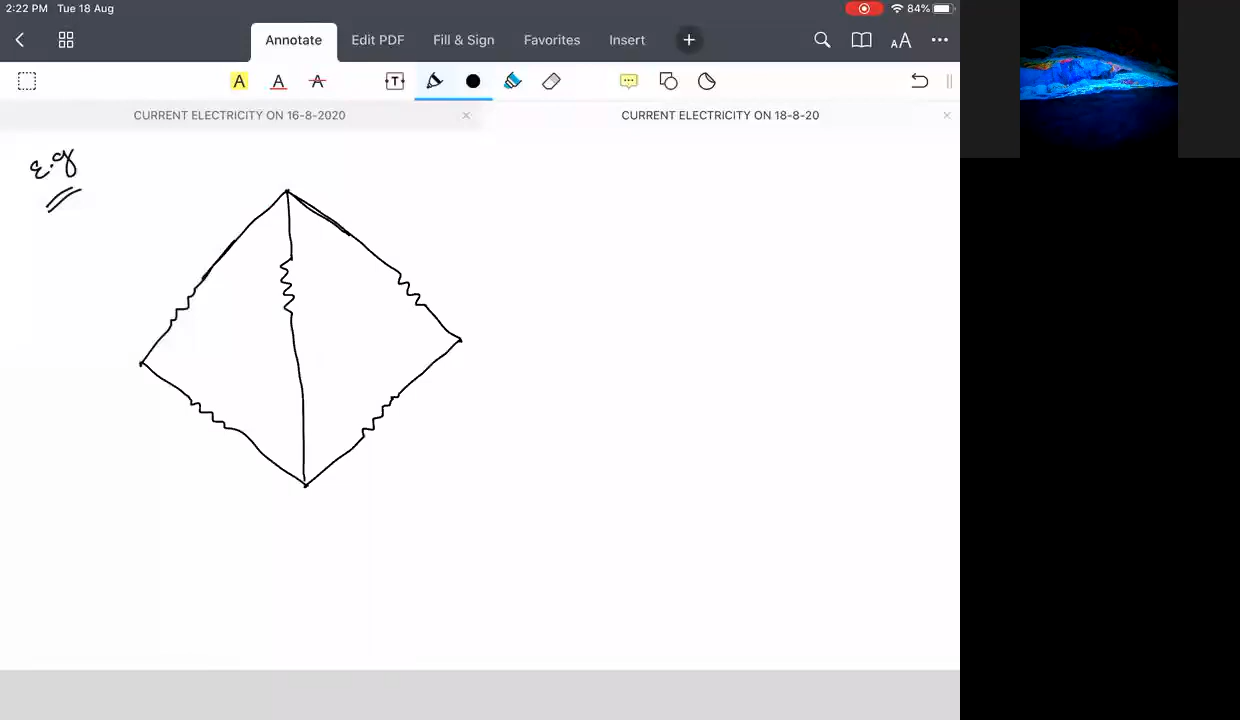 2:22 PM Tue 18 Aug 84%
Annotate Edit PDF Fill & Sign Favorites Insert AA
A A A T
CURRENT ELECTRICITY ON 16-8-2020 CURRENT ELECTRICITY ON 18-8-20
E.g